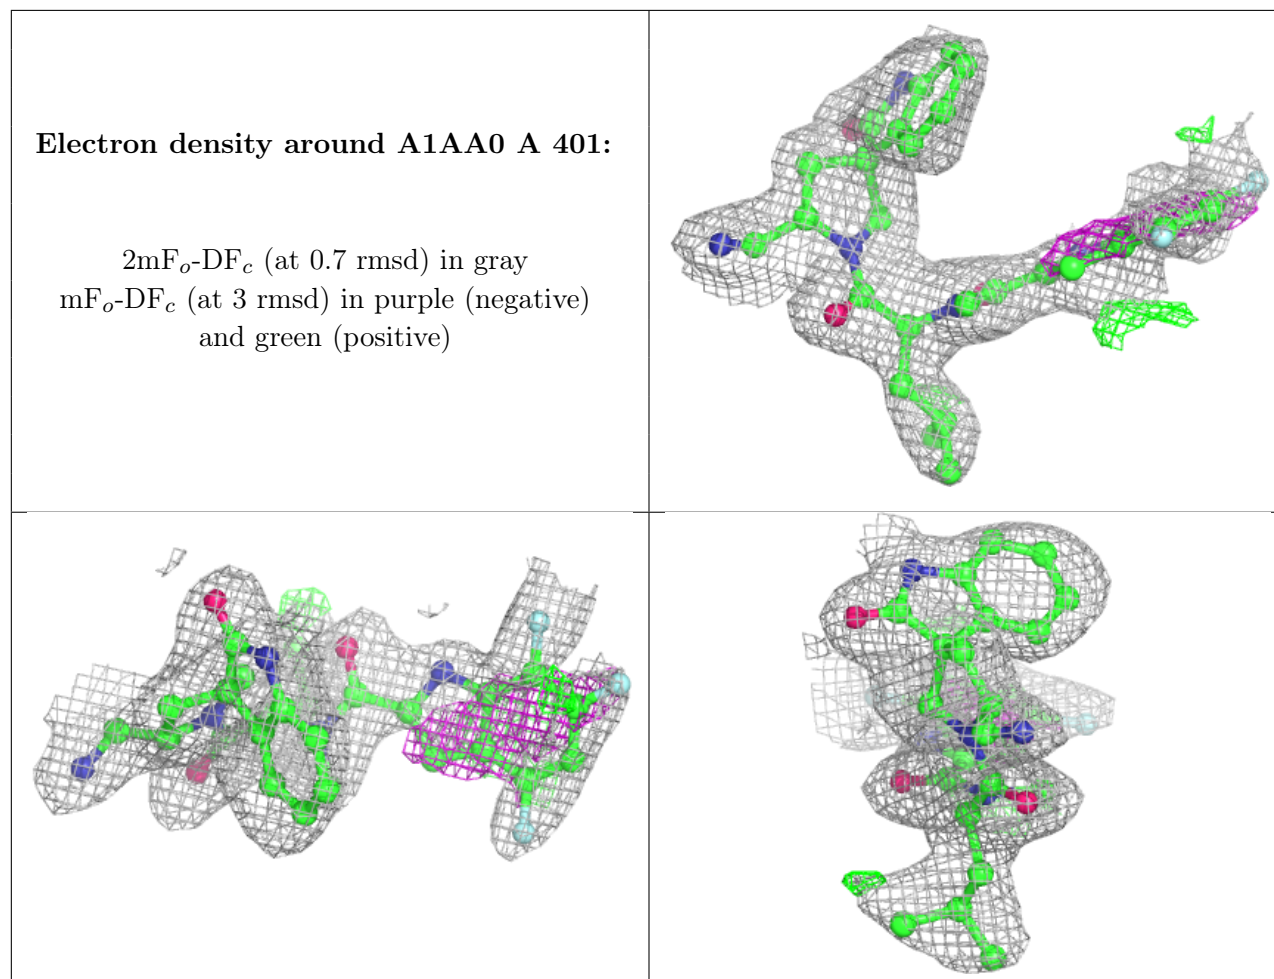 Electron density around A1AA0 A 401:
2mFo-DFc (at 0.7 rmsd) in gray
mFo-DFc (at 3 rmsd) in purple (negative)
and green (positive)